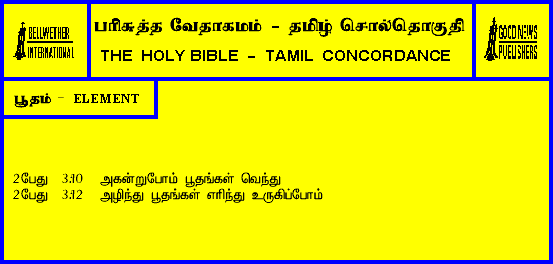 BELLWETHER
INTERNATIONAL
பரிசுத்த வேதாகமம் - தமிழ் சொல்தொகுதி
THE HOLY BIBLE - TAMIL CONCORDANCE
GOOD NEWS
PUBLISHERS
பூதம் - ELEMENT
2பேது 3:10 அகன்றுபோம் பூதங்கள் வெந்து
2பேது 3:12 அழிந்து பூதங்கள் எரிந்து உருகிப்போம்